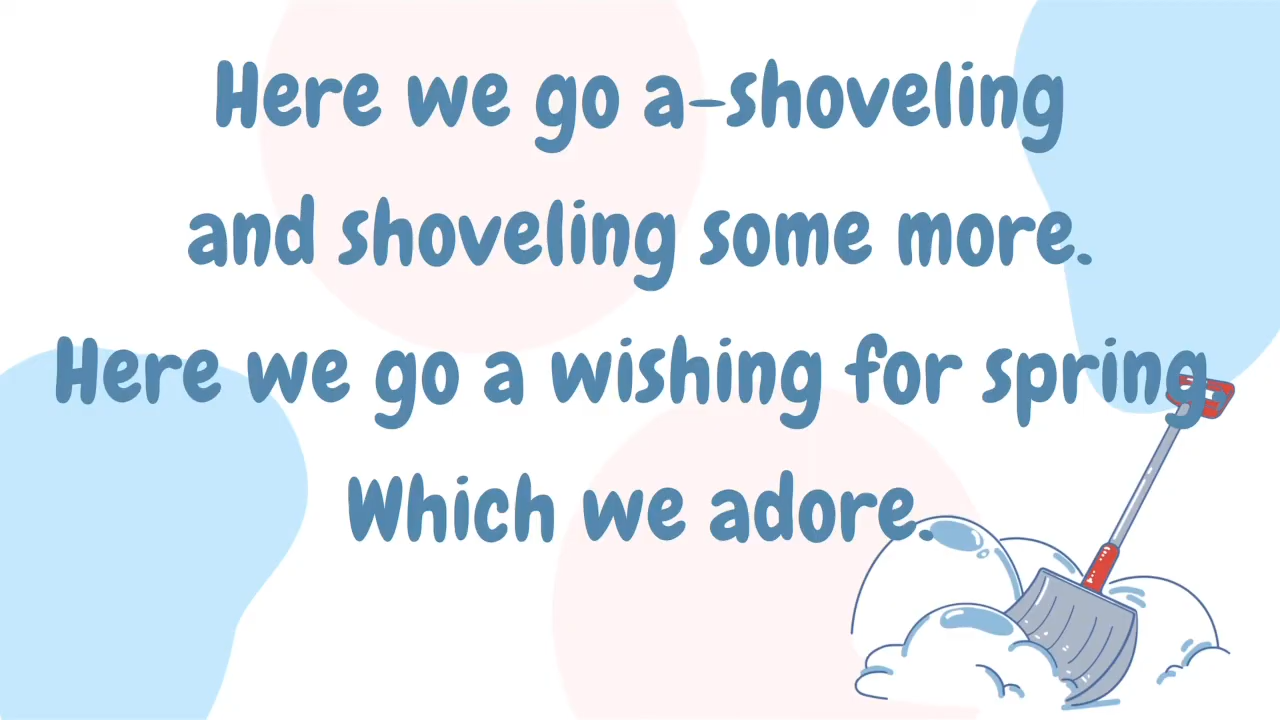 Here we go a-shoveling
and shoveling some more.
Here we go a wishing for spring,
Which we adore.